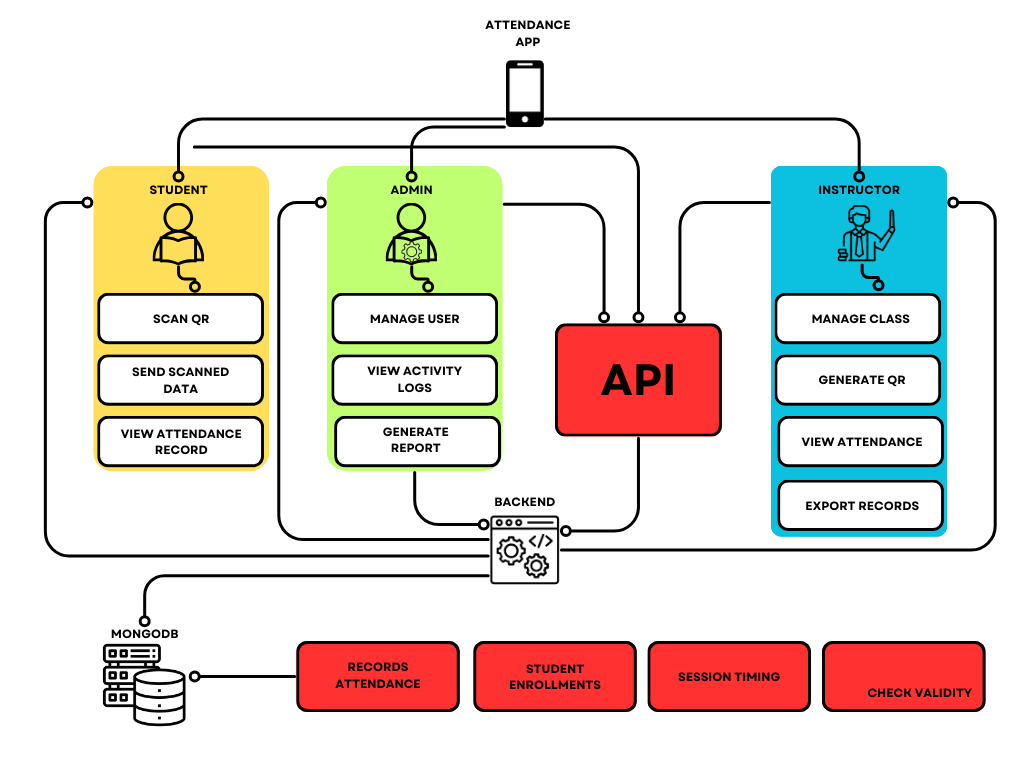 ATTENDANCE
APP
STUDENT
ADMIN
INSTRUCTOR
SCAN QR
SEND SCANNED
DATA
VIEW ATTENDANCE
RECORD
MANAGE USER
VIEW ACTIVITY
LOGS
GENERATE
REPORT
API
MANAGE CLASS
GENERATE QR
VIEW ATTENDANCE
EXPORT RECORDS
BACKEND
</>
MONGODB
RECORDS
ATTENDANCE
STUDENT
ENROLLMENTS
SESSION TIMING
CHECK VALIDITY